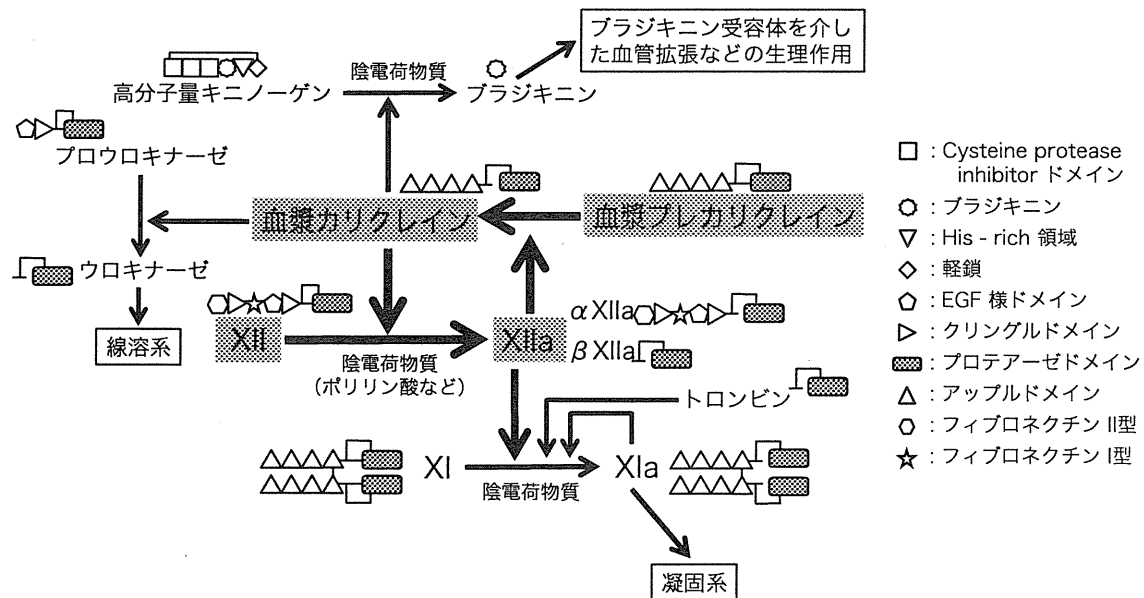 ブラジキニン受容体を介し
た血管拡張などの生理作用
陰電荷物質
高分子量キニノーゲン
ブラジキニン
プロウロキナーゼ
血漿カリクレイン
血漿プレカリクレイン
ウロキナーゼ
線溶系
XII
陰電荷物質
(ポリリン酸など)
XIIa
αXIIa
βXIIa
トロンビン
XI
陰電荷物質
XIa
凝固系
: Cysteine protease
inhibitor ドメイン
: ブラジキニン
: His - rich 領域
: 軽鎖
: EGF 様ドメイン
: クリングルドメイン
: プロテアーゼドメイン
: アップルドメイン
: フィブロネクチン II型
: フィブロネクチン I型